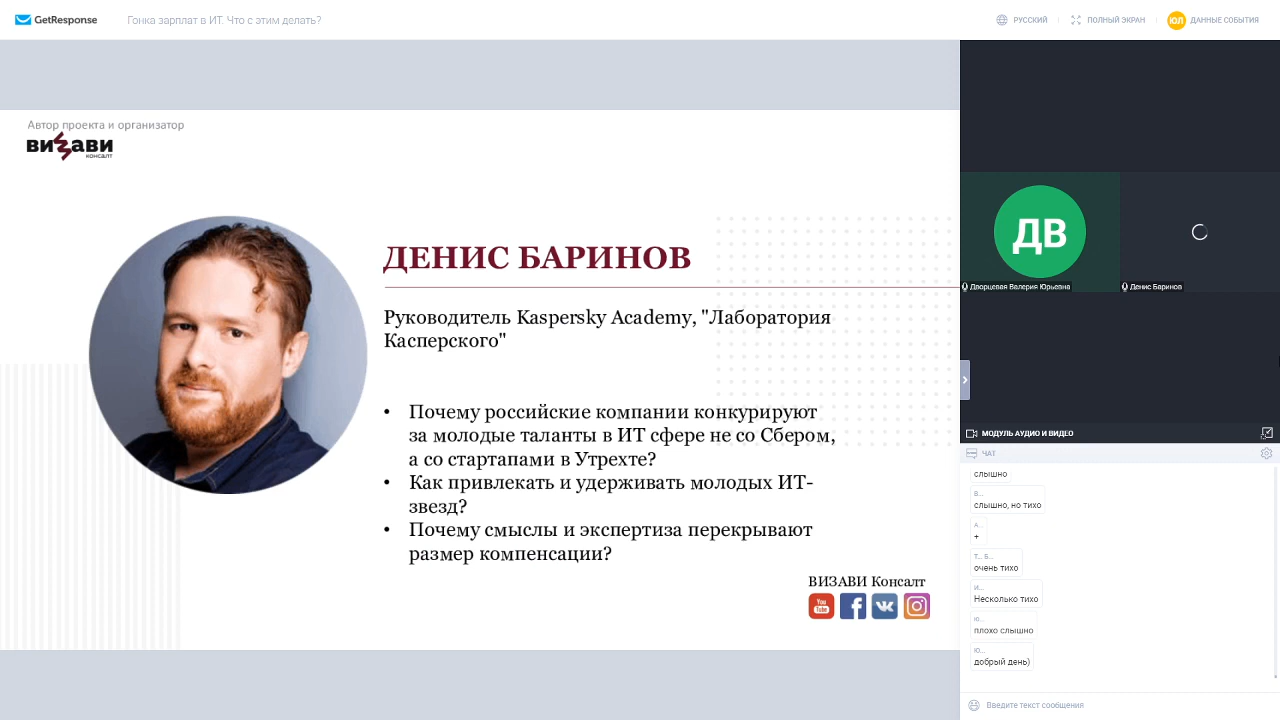 GetResponse
Гонка зарплат в ИТ. Что с этим делать?
РУССКИЙ
ПОЛНЫЙ ЭКРАН
ЮЛ
ДАННЫЕ СОБЫТИЯ
Автор проекта и организатор
ВИЗАВИ
КОНСАЛТ
ДЕНИС БАРИНОВ
Руководитель Kaspersky Academy, "Лаборатория
Касперского"
• Почему российские компании конкурируют
за молодые таланты в ИТ сфере не со Сбером,
а со стартапами в Утрехте?
• Как привлекать и удерживать молодых ИТ-
звезд?
• Почему смыслы и экспертиза перекрывают
размер компенсации?
ВИЗАВИ Консалт
You Tube
ДВ
Дворцевая Валерия Юрьевна
Денис Баринов
МОДУЛЬ АУДИО И ВИДЕО
ЧАТ
слышно
В...
слышно, но тихо
А...
+
Т... Б...
очень тихо
И...
Несколько тихо
Ю...
плохо слышно
Ю...
добрый день)
Введите текст сообщения